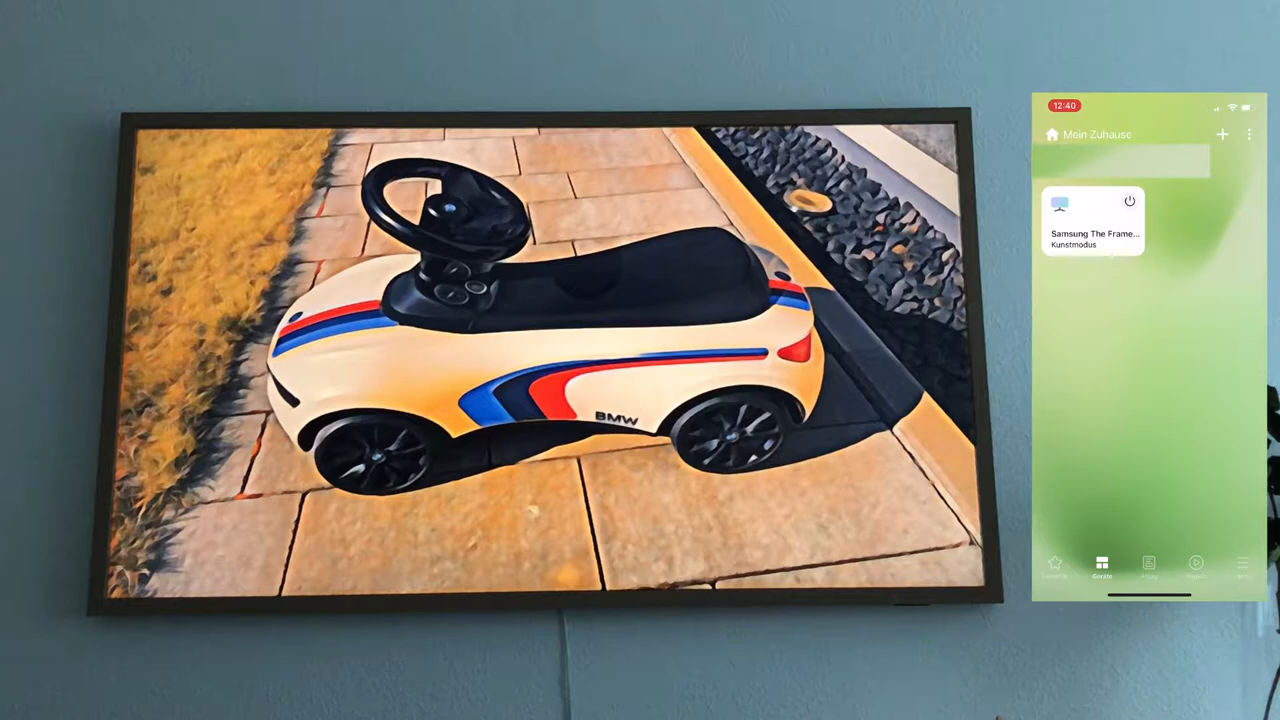 BMW
12:40
Mein Zuhause
Samsung The Frame...
Kunstmodus
Geräte